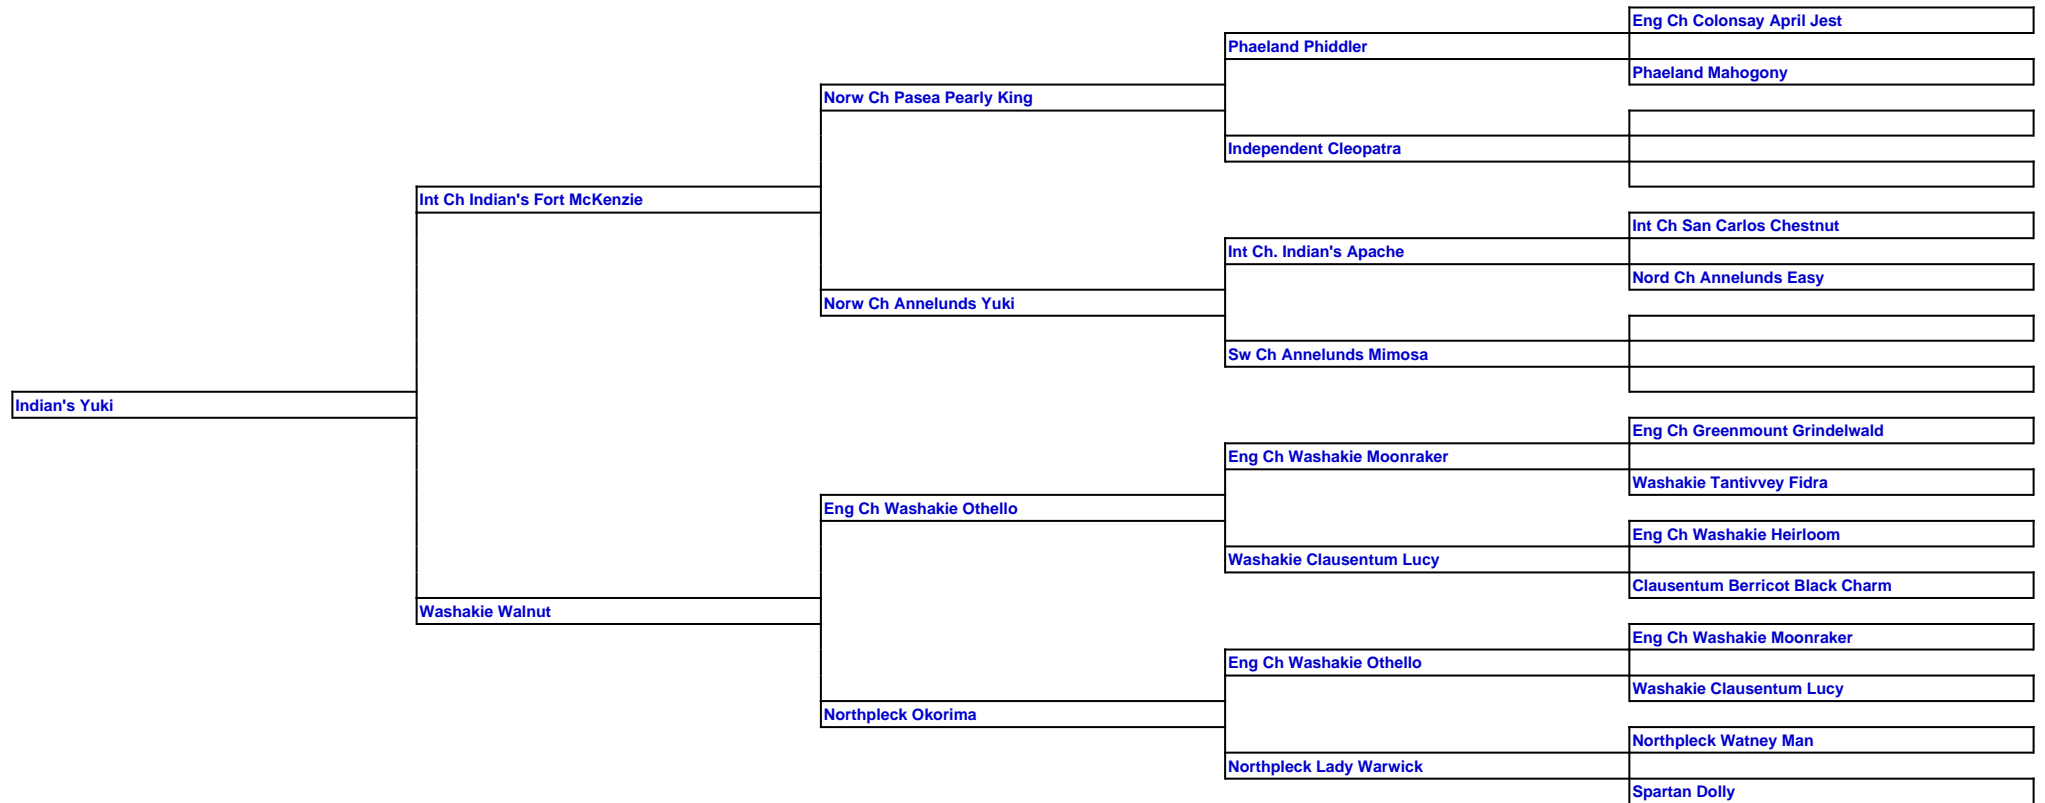 Eng Ch Colonsay April Jest
Phaeland Phiddler
Phaeland Mahogony
Norw Ch Pasea Pearly King
Independent Cleopatra
Int Ch Indian's Fort McKenzie
Int Ch San Carlos Chestnut
Int Ch. Indian's Apache
Nord Ch Annelunds Easy
Norw Ch Annelunds Yuki
Sw Ch Annelunds Mimosa
Indian's Yuki
Eng Ch Greenmount Grindelwald
Eng Ch Washakie Moonraker
Washakie Tantivvey Fidra
Eng Ch Washakie Othello
Eng Ch Washakie Heirloom
Washakie Clausentum Lucy
Clausentum Berricot Black Charm
Washakie Walnut
Eng Ch Washakie Moonraker
Eng Ch Washakie Othello
Washakie Clausentum Lucy
Northpleck Okorima
Northpleck Watney Man
Northpleck Lady Warwick
Spartan Dolly